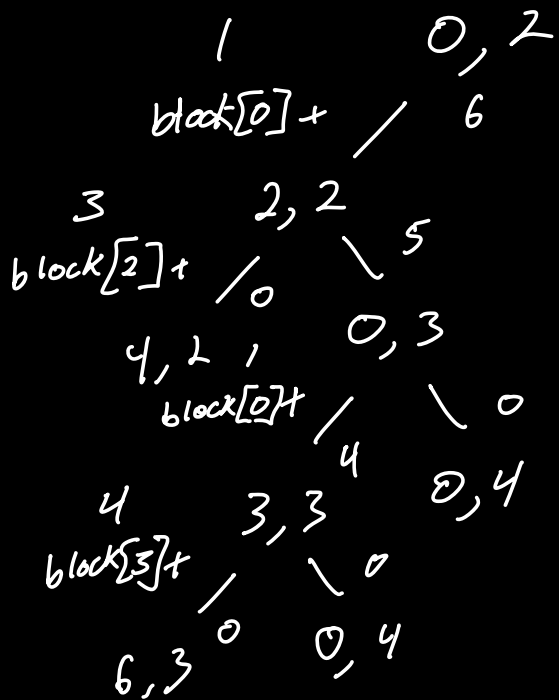 1 0, 2
block[0] + 6
3 2, 2 5
block[2] + 0
4, 2 1 0, 3
block[0] + 0
4
4 3, 3 0, 4
block[3] + 0
0
6, 3 0, 4